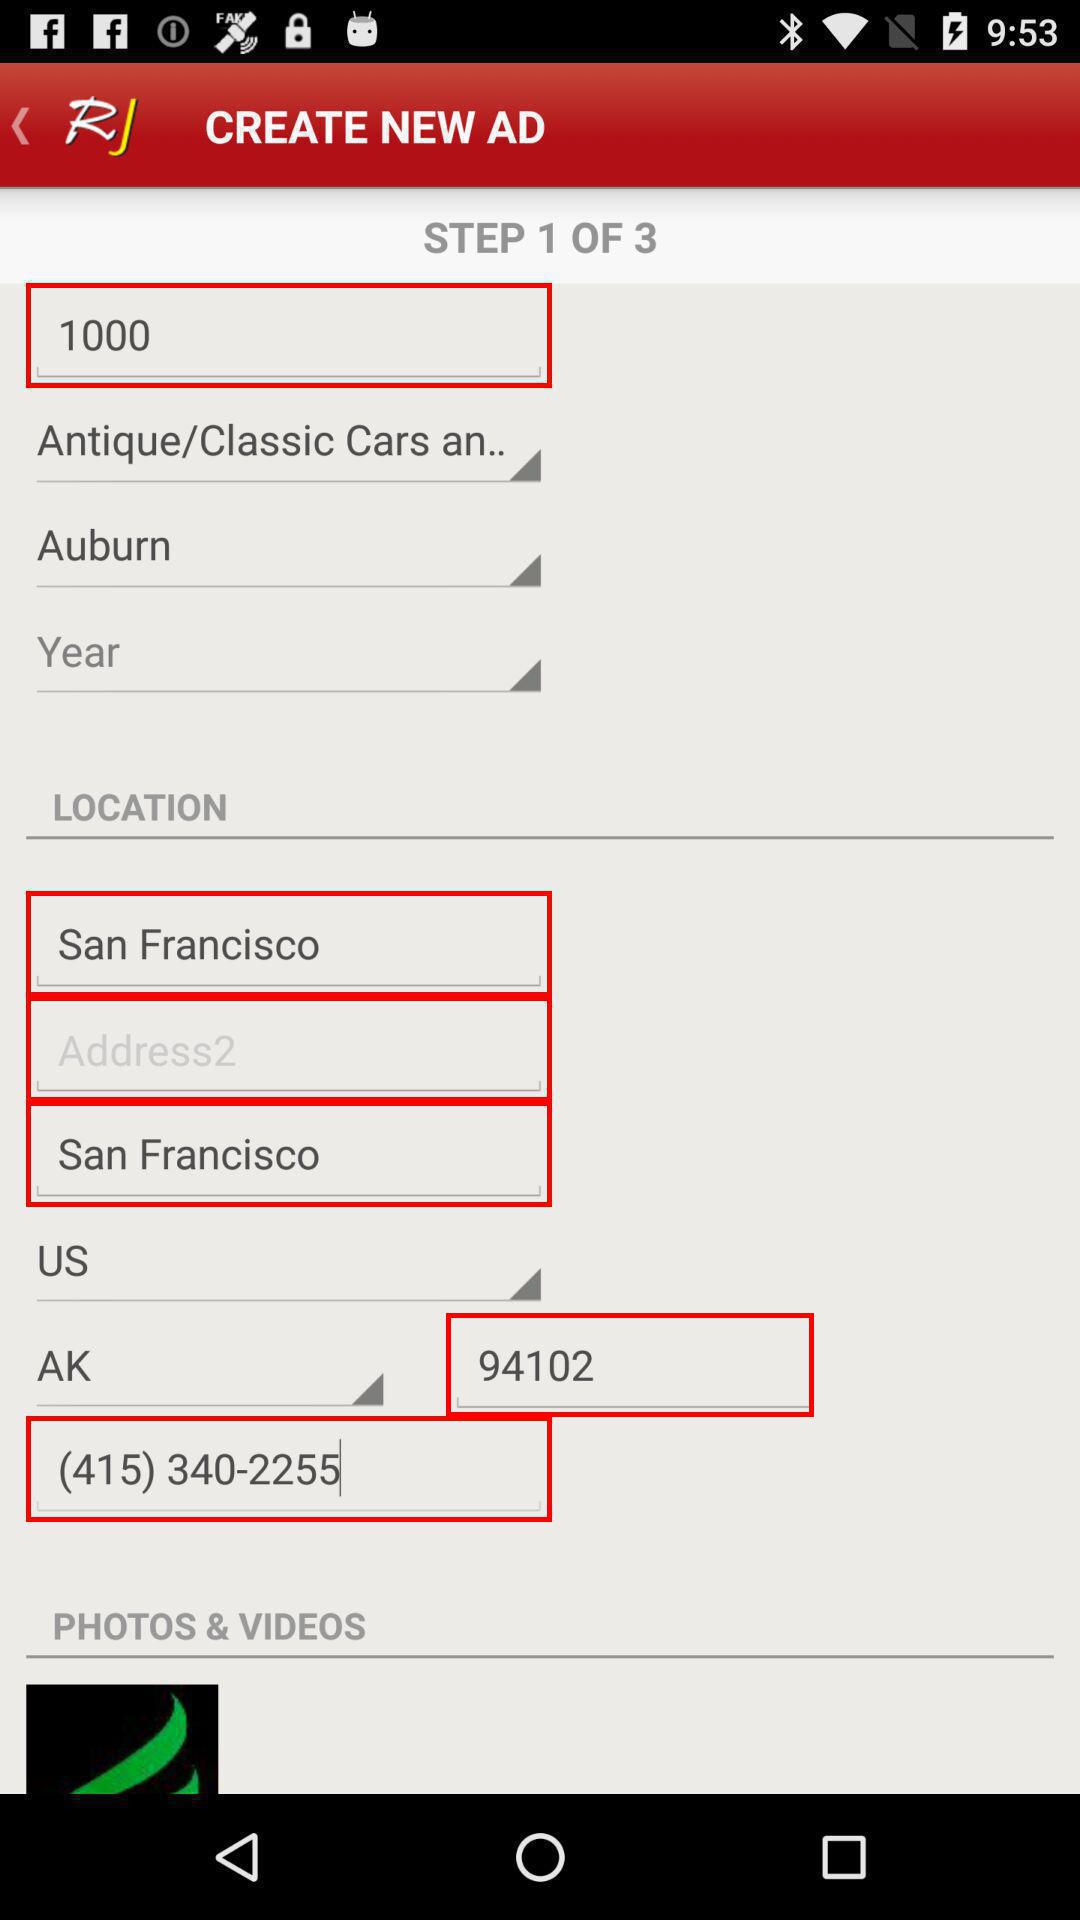 FAKE
9:53
RJ CREATE NEW AD
STEP 1 OF 3
1000
Antique/Classic Cars an..
Auburn
Year
LOCATION
San Francisco
Address2
San Francisco
US
AK 94102
(415) 340-2255
PHOTOS & VIDEOS